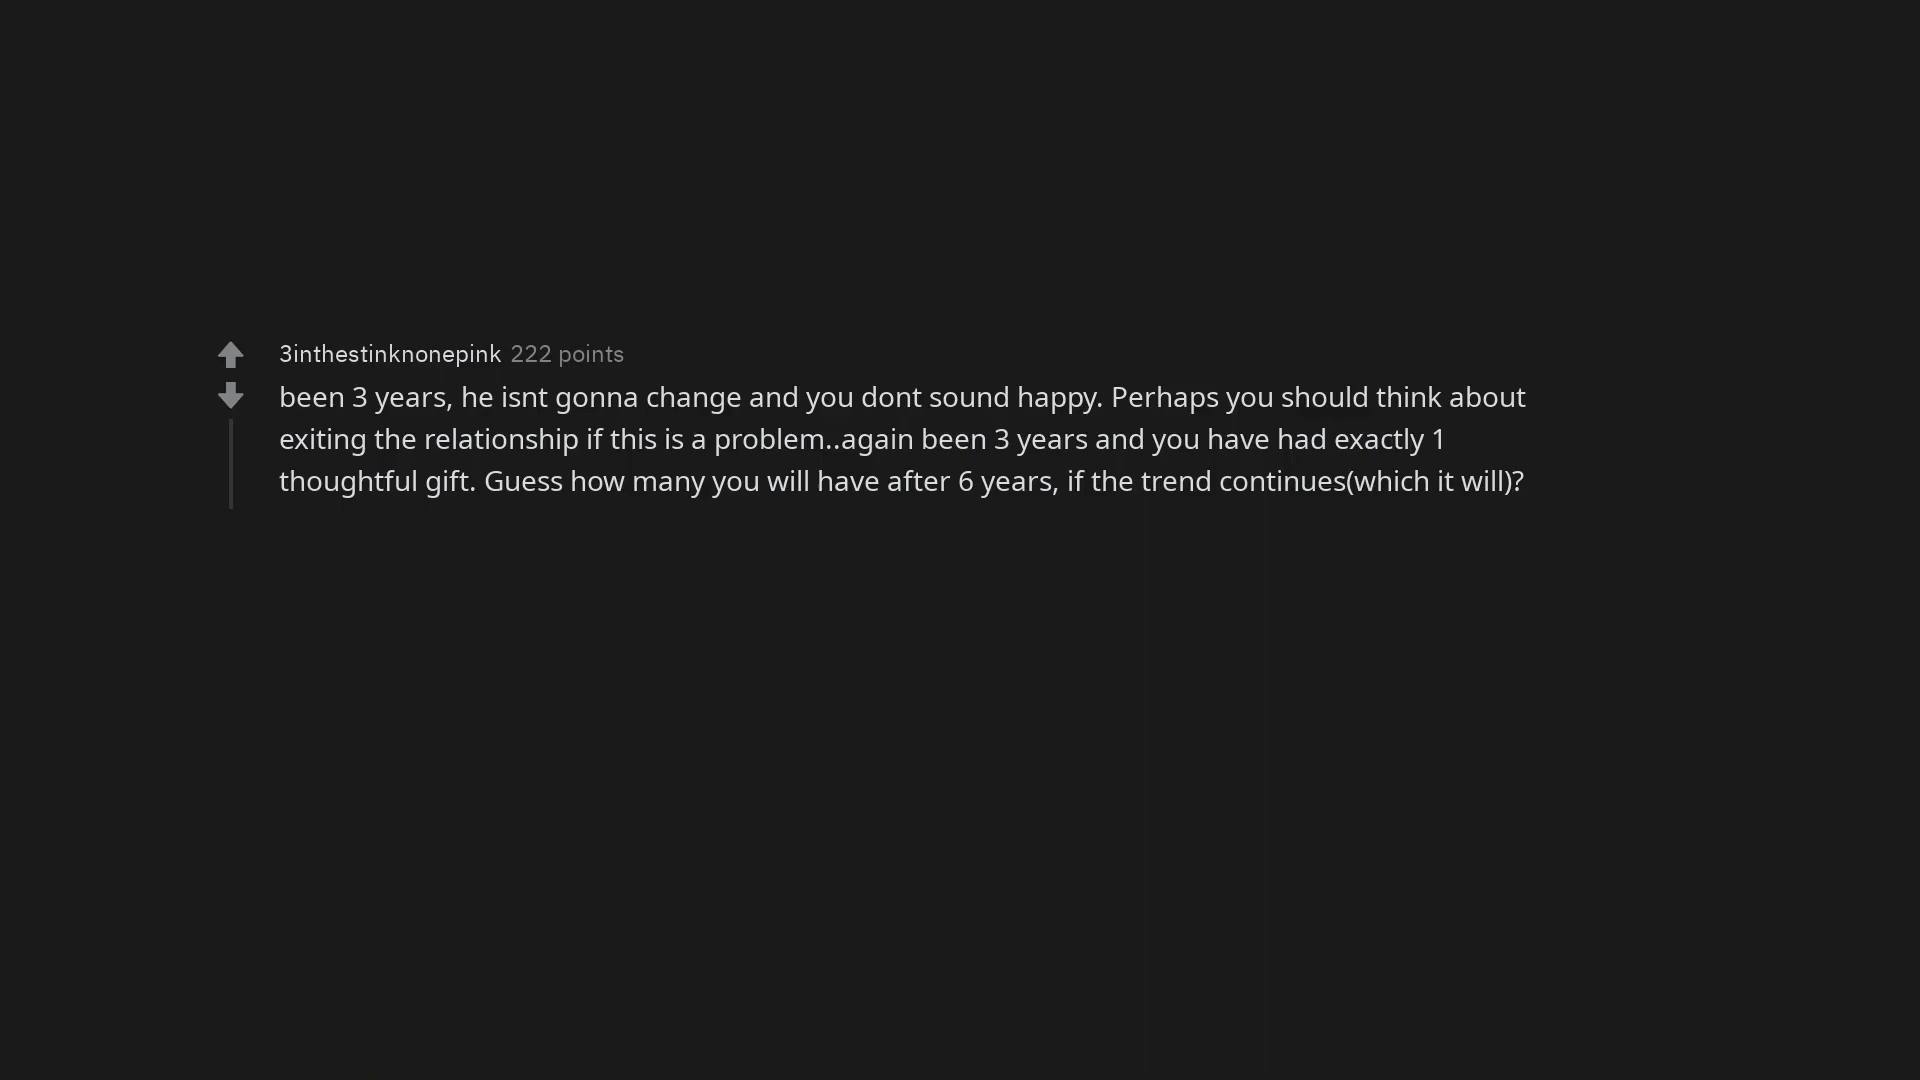 3inthestinknonepink 222 points
been 3 years, he isnt gonna change and you dont sound happy. Perhaps you should think about
exiting the relationship if this is a problem..again been 3 years and you have had exactly 1
thoughtful gift. Guess how many you will have after 6 years, if the trend continues(which it will)?